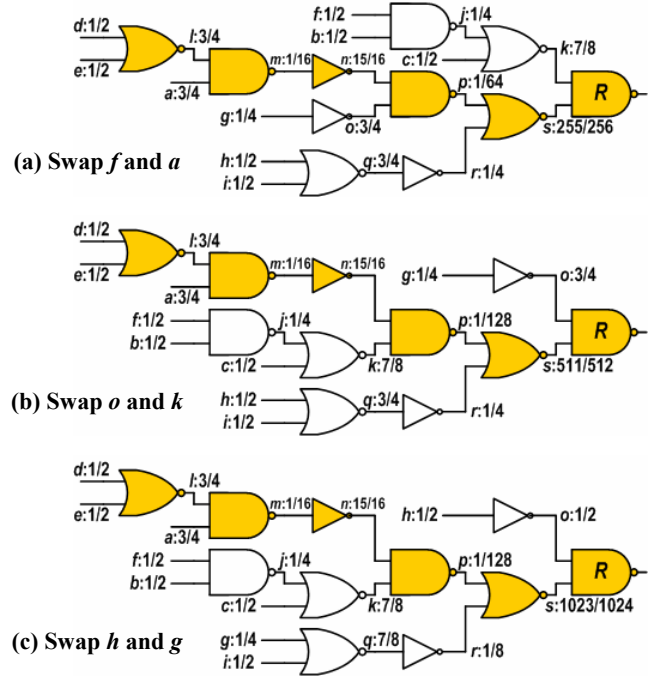 f:1/2
j:1/4
d:1/2
b:1/2
l:3/4
k:7/8
c:1/2
m:1/16
n:15/16
e:1/2
R
a:3/4
p:1/64
g:1/4
o:3/4
s:255/256
h:1/2
q:3/4
(a) Swap f and a
i:1/2
r:1/4
d:1/2
l:3/4
m:1/16
n:15/16
e:1/2
g:1/4
o:3/4
a:3/4
f:1/2
j:1/4
p:1/128
R
b:1/2
c:1/2
k:7/8
s:511/512
(b) Swap o and k
h:1/2
q:3/4
i:1/2
r:1/4
d:1/2
l:3/4
m:1/16
n:15/16
e:1/2
h:1/2
o:1/2
a:3/4
f:1/2
j:1/4
p:1/128
R
b:1/2
c:1/2
k:7/8
s:1023/1024
g:1/4
q:7/8
(c) Swap h and g
i:1/2
r:1/8